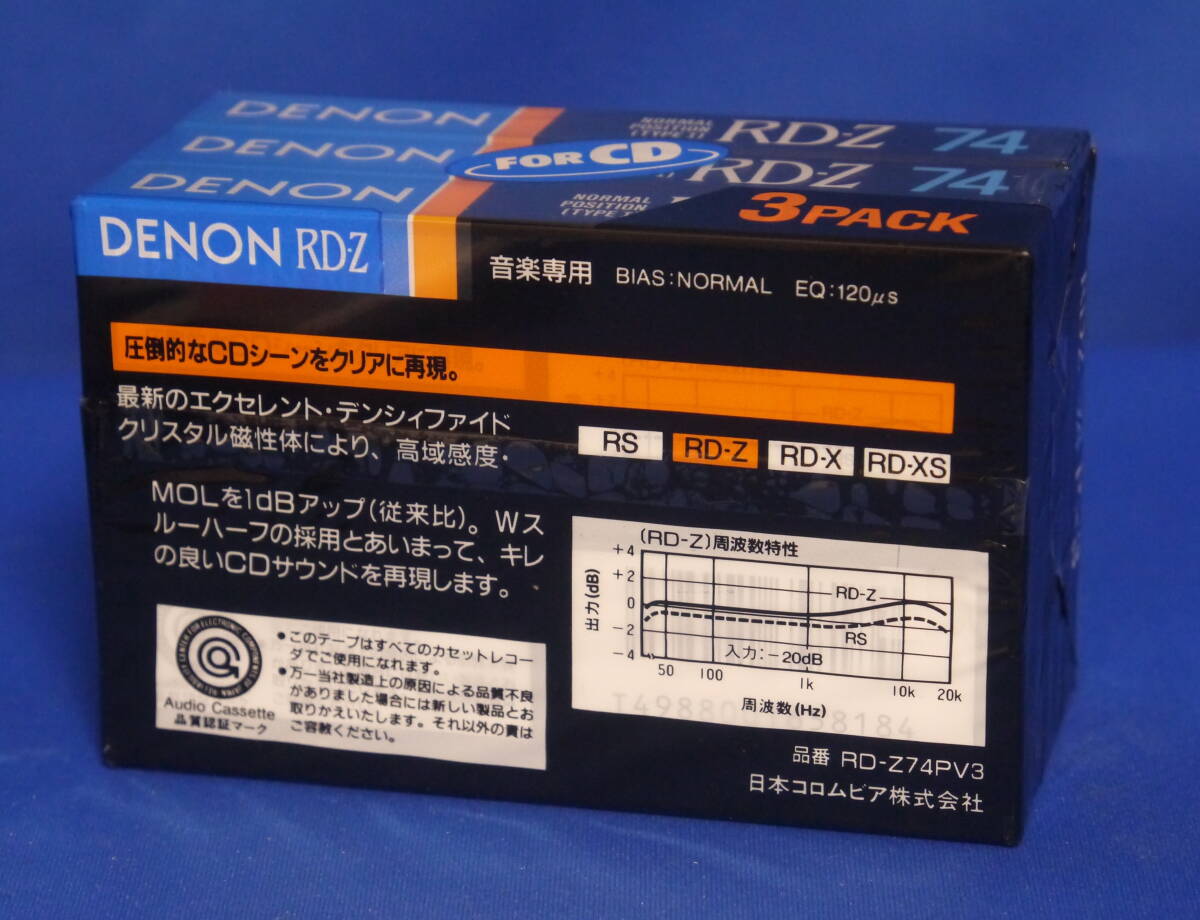 DENON
NORMAL
POSITION
(TYPE I)
RD-Z 74
DENON
FOR CD
RD-Z 74
DENON
NORMAL
POSITION
(TYPE I)
3PACK
DENON RD-Z
音楽専用 BIAS:NORMAL EQ:120μs
圧倒的なCDシーンをクリアに再現。
最新のエクセレント・デンシィファイド
クリスタル磁性体により、高域感度・
MOLを1dBアップ(従来比)。Wス
ルーハーフの採用とあいまって、キレ
の良いCDサウンドを再現します。
RS RD-Z RD-X RD-XS
(RD-Z)周波数特性
出力(dB)
+4
+2
0
-2
-4
RD-Z
RS
入力:-20dB
50 100 1k 10k 20k
周波数(Hz)
Audio Cassette
品質認証マーク
●このテープはすべてのカセットレコー
ダでご使用になれます。
●万一当社製造上の原因による品質不良
がありました場合には新しい製品とお
取りかえいたします。それ以外の責は
ご容赦ください。
品番 RD-Z74PV3
日本コロムビア株式会社